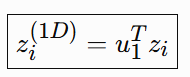 z_i^{(1D)} = u_1^T z_i